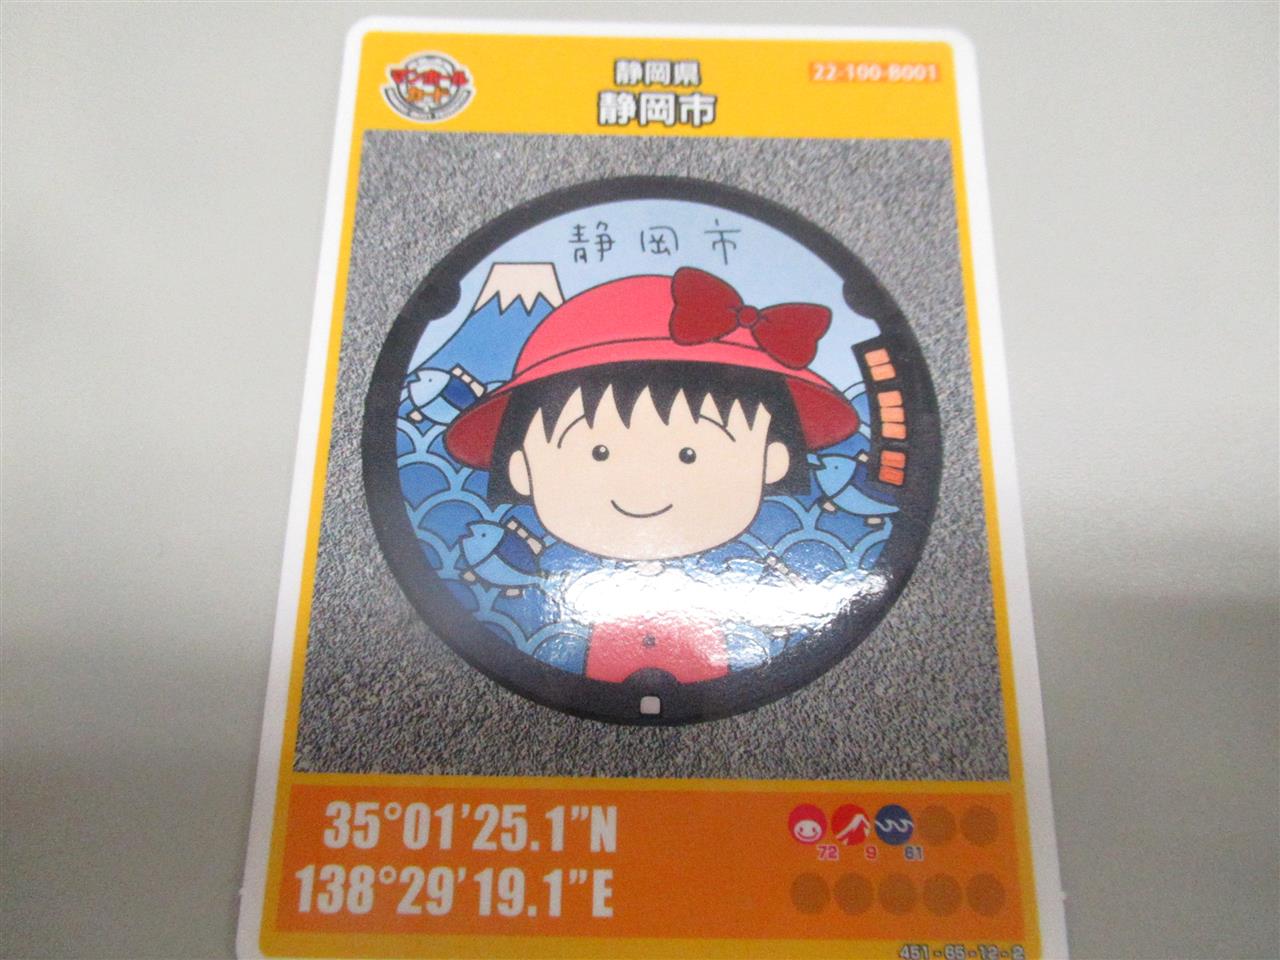 マンホール
カード
静岡県
静岡市
22-100-B001
静岡市
35°01'25.1"N
138°29'19.1"E
72 9 61
451-65-12-2